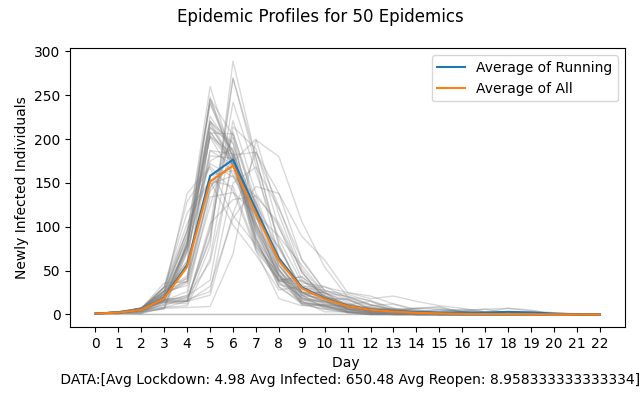 Epidemic Profiles for 50 Epidemics
300
250
200
150
100
50
0
Newly Infected Individuals
Average of Running
Average of All
0 1 2 3 4 5 6 7 8 9 10 11 12 13 14 15 16 17 18 19 20 21 22
Day
DATA:[Avg Lockdown: 4.98 Avg Infected: 650.48 Avg Reopen: 8.958333333333334]